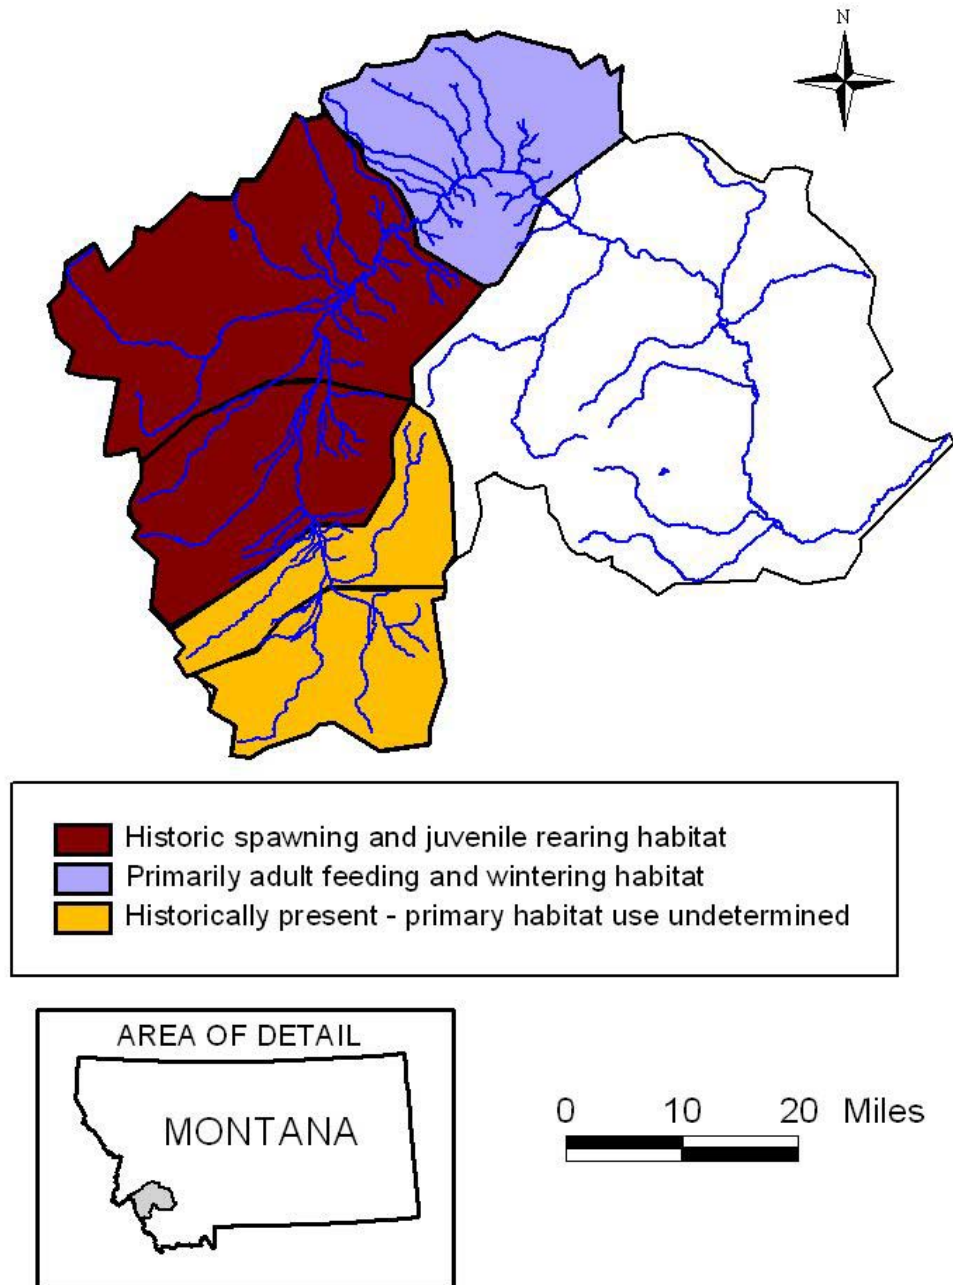 N
Historic spawning and juvenile rearing habitat
Primarily adult feeding and wintering habitat
Historically present - primary habitat use undetermined
AREA OF DETAIL
MONTANA
0 10 20 Miles